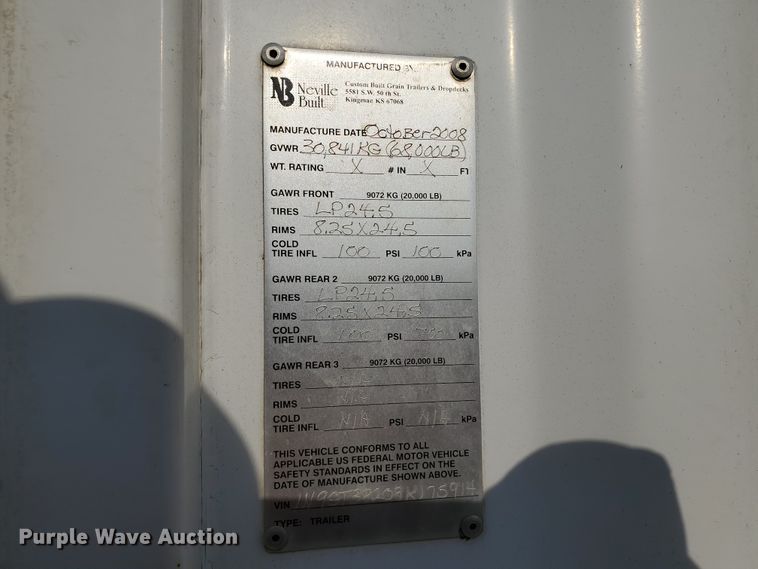 MANUFACTURED BY
NB Neville Built
Custom Built Grain Trailers & Dropdecks
5581 S.W. 50 th St.
Kingman KS 67068
MANUFACTURE DATE October 2008
GVWR 30,841 KG (68,000LB)
WT. RATING X # IN X FT
GAWR FRONT 9072 KG (20,000 LB)
TIRES LP24.5
RIMS 8.25X24.5
COLD
TIRE INFL 100 PSI 100 kPa
GAWR REAR 2 9072 KG (20,000 LB)
TIRES LP24.5
RIMS 8.25X24.5
COLD
TIRE INFL 100 PSI kPa
GAWR REAR 3 9072 KG (20,000 LB)
TIRES
RIMS
COLD
TIRE INFL N/A PSI N/A kPa
THIS VEHICLE CONFORMS TO ALL
APPLICABLE US FEDERAL MOTOR VEHICLE
SAFETY STANDARDS IN EFFECT ON THE
DATE OF MANUFACTURE SHOWN ABOVE.
VIN
TYPE: TRAILER
Purple Wave Auction